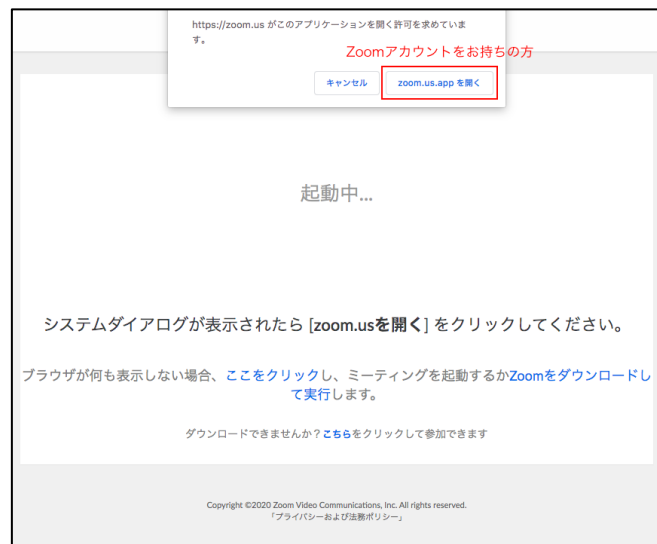 https://zoom.us がこのアプリケーションを開く許可を求めていま
す。
Zoomアカウントをお持ちの方
キャンセル
zoom.us.app を開く
起動中...
システムダイアログが表示されたら [zoom.usを開く] をクリックしてください。
ブラウザが何も表示しない場合、ここをクリックし、ミーティングを起動するかZoomをダウンロードし
て実行します。
ダウンロードできませんか？こちらをクリックして参加できます
Copyright ©2020 Zoom Video Communications, Inc. All rights reserved.
「プライバシーおよび法務ポリシー」